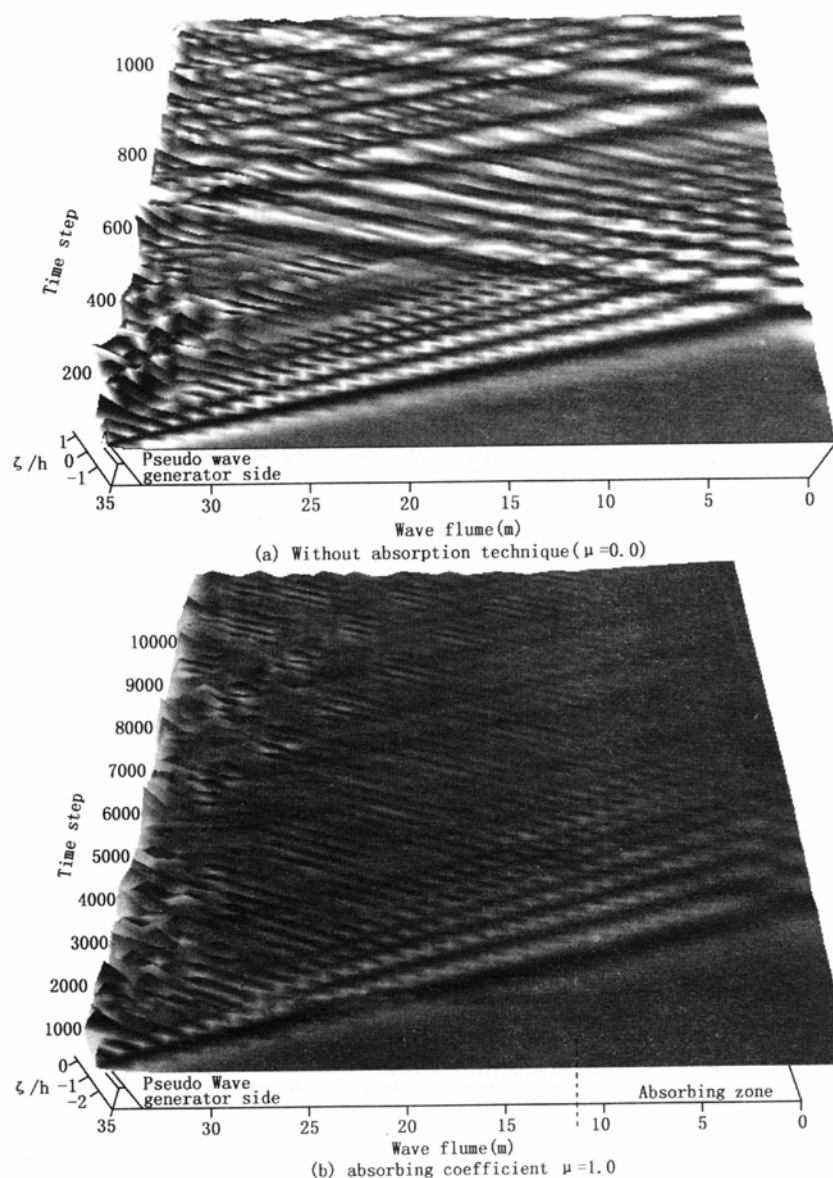 1000
800
600
400
200
Time step
1
0
-1
ζ/h
Pseudo wave
generator side
35 30 25 20 15 10 5 0
Wave flume(m)
(a) Without absorption technique(μ=0.0)
10000
9000
8000
7000
6000
5000
4000
3000
2000
1000
Time step
0
-1
-2
ζ/h
Pseudo Wave
generator side
Absorbing zone
35 30 25 20 15 10 5 0
Wave flume(m)
(b) absorbing coefficient μ=1.0